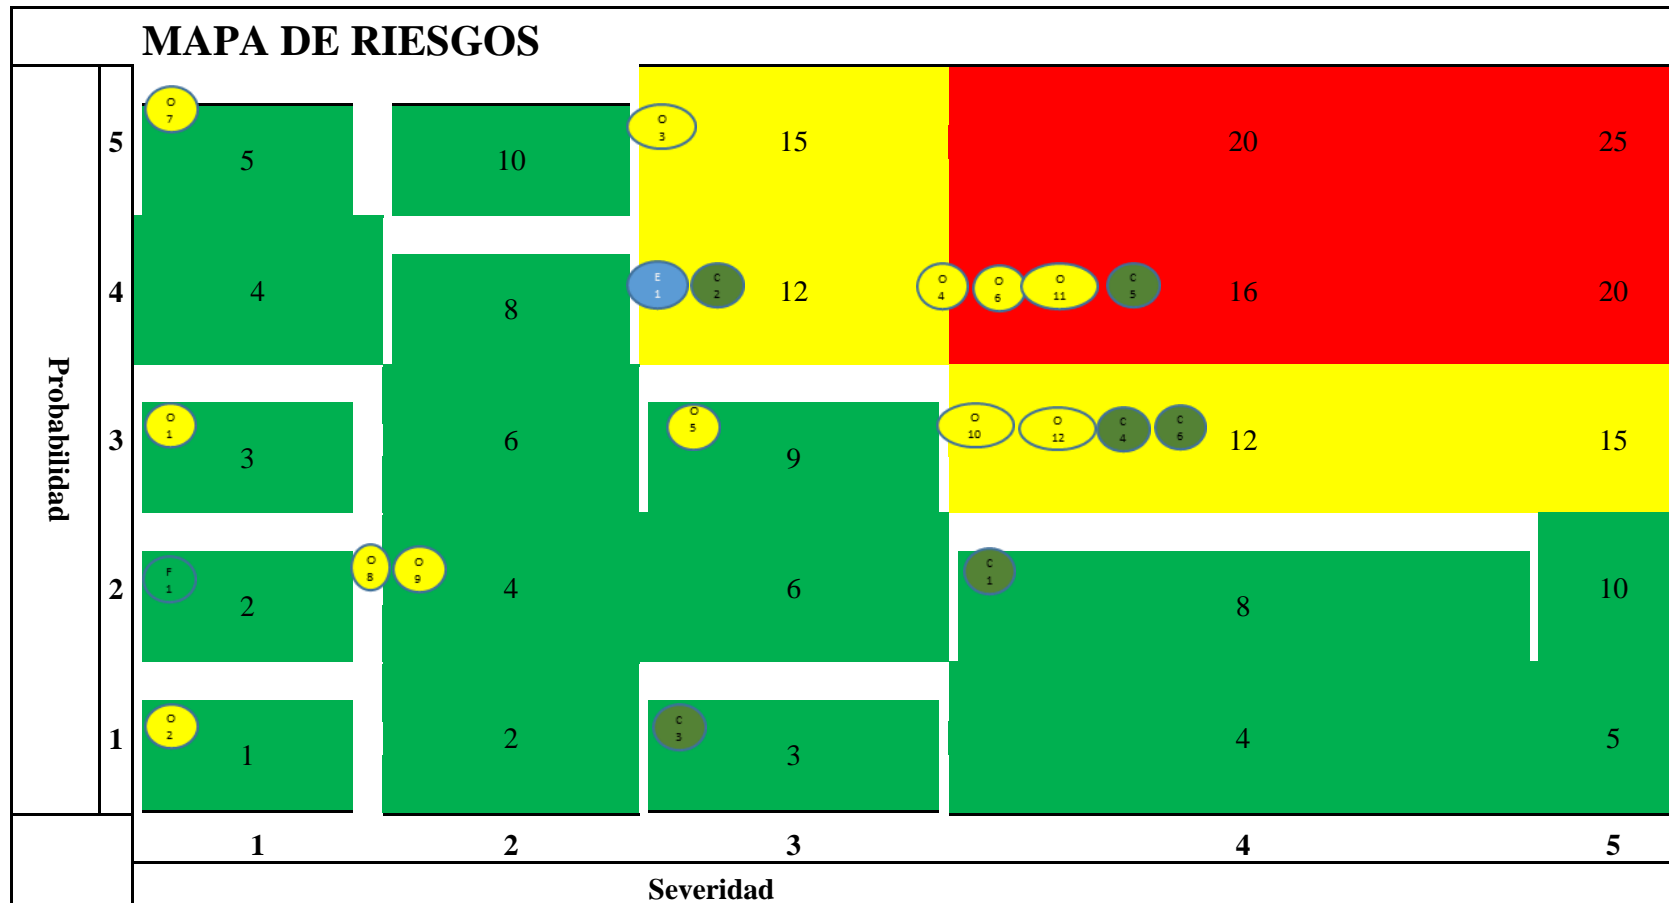 MAPA DE RIESGOS
Probabilidad
5
O 7
5
10
O 3
15
20
25
4
4
8
E 1
C 2
12
O 4
O 6
O 11
C 5
16
20
3
O 1
3
6
O 5
9
O 10
O 12
C 4
C 6
12
15
2
F 1
2
O 8
O 9
4
6
C 1
8
10
1
O 2
1
2
C 3
3
4
5
1
2
3
4
5
Severidad